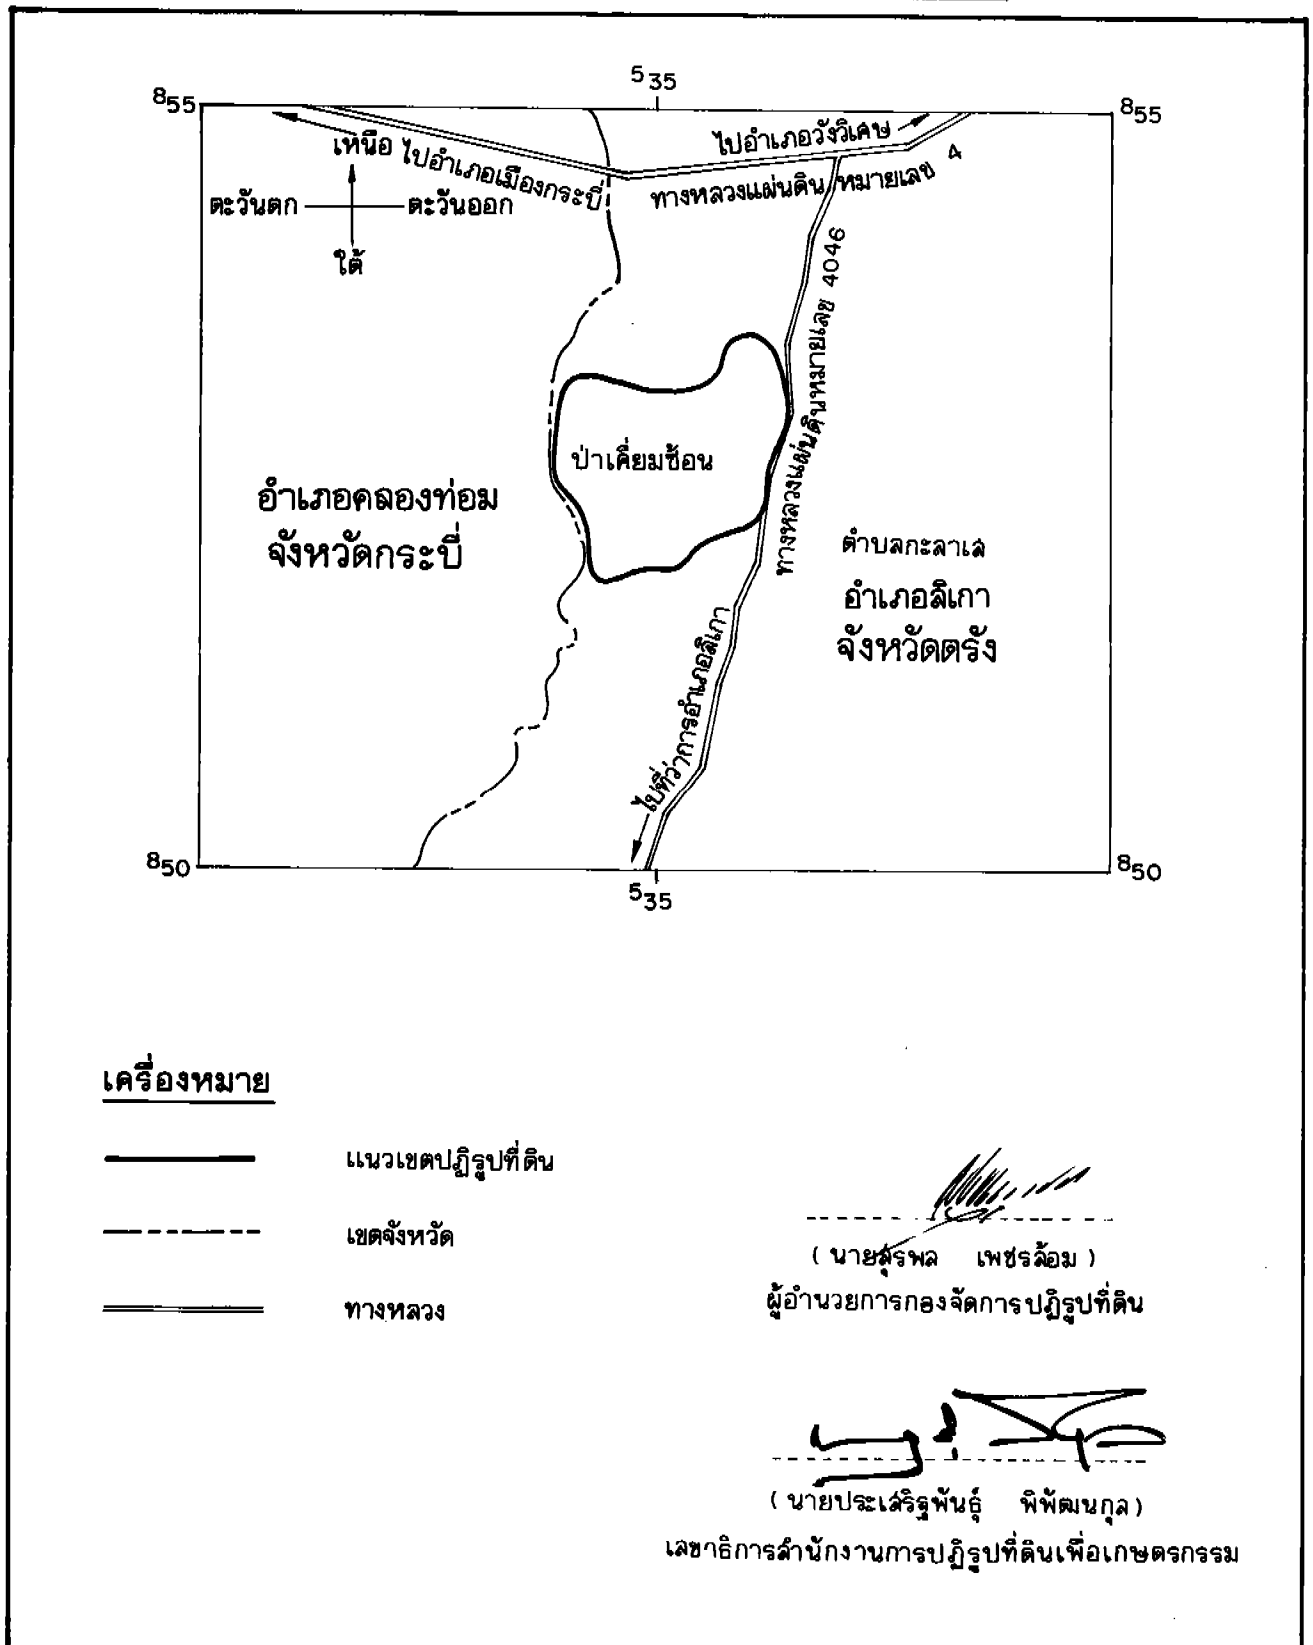 535
855
855
เหนือ
ไปอำเภอเมืองกระบี่
ไปอำเภอวังวิเศษ
ทางหลวงแผ่นดิน หมายเลข 4
ตะวันตก
ตะวันออก
ใต้
ทางหลวงแผ่นดินหมายเลข 4046
ป่าเคี่ยมซ้อน
อำเภอคลองท่อม
จังหวัดกระบี่
ตำบลกะลาเส
อำเภอสิเกา
จังหวัดตรัง
ไปที่ว่าการอำเภอสิเกา
850
850
535
เครื่องหมาย
แนวเขตปฏิรูปที่ดิน
เขตจังหวัด
ทางหลวง
( นายสุรพล เพชรล้อม )
ผู้อำนวยการกองจัดการปฏิรูปที่ดิน
( นายประเสริฐพันธุ์ พิพัฒนกุล )
เลขาธิการสำนักงานการปฏิรูปที่ดินเพื่อเกษตรกรรม